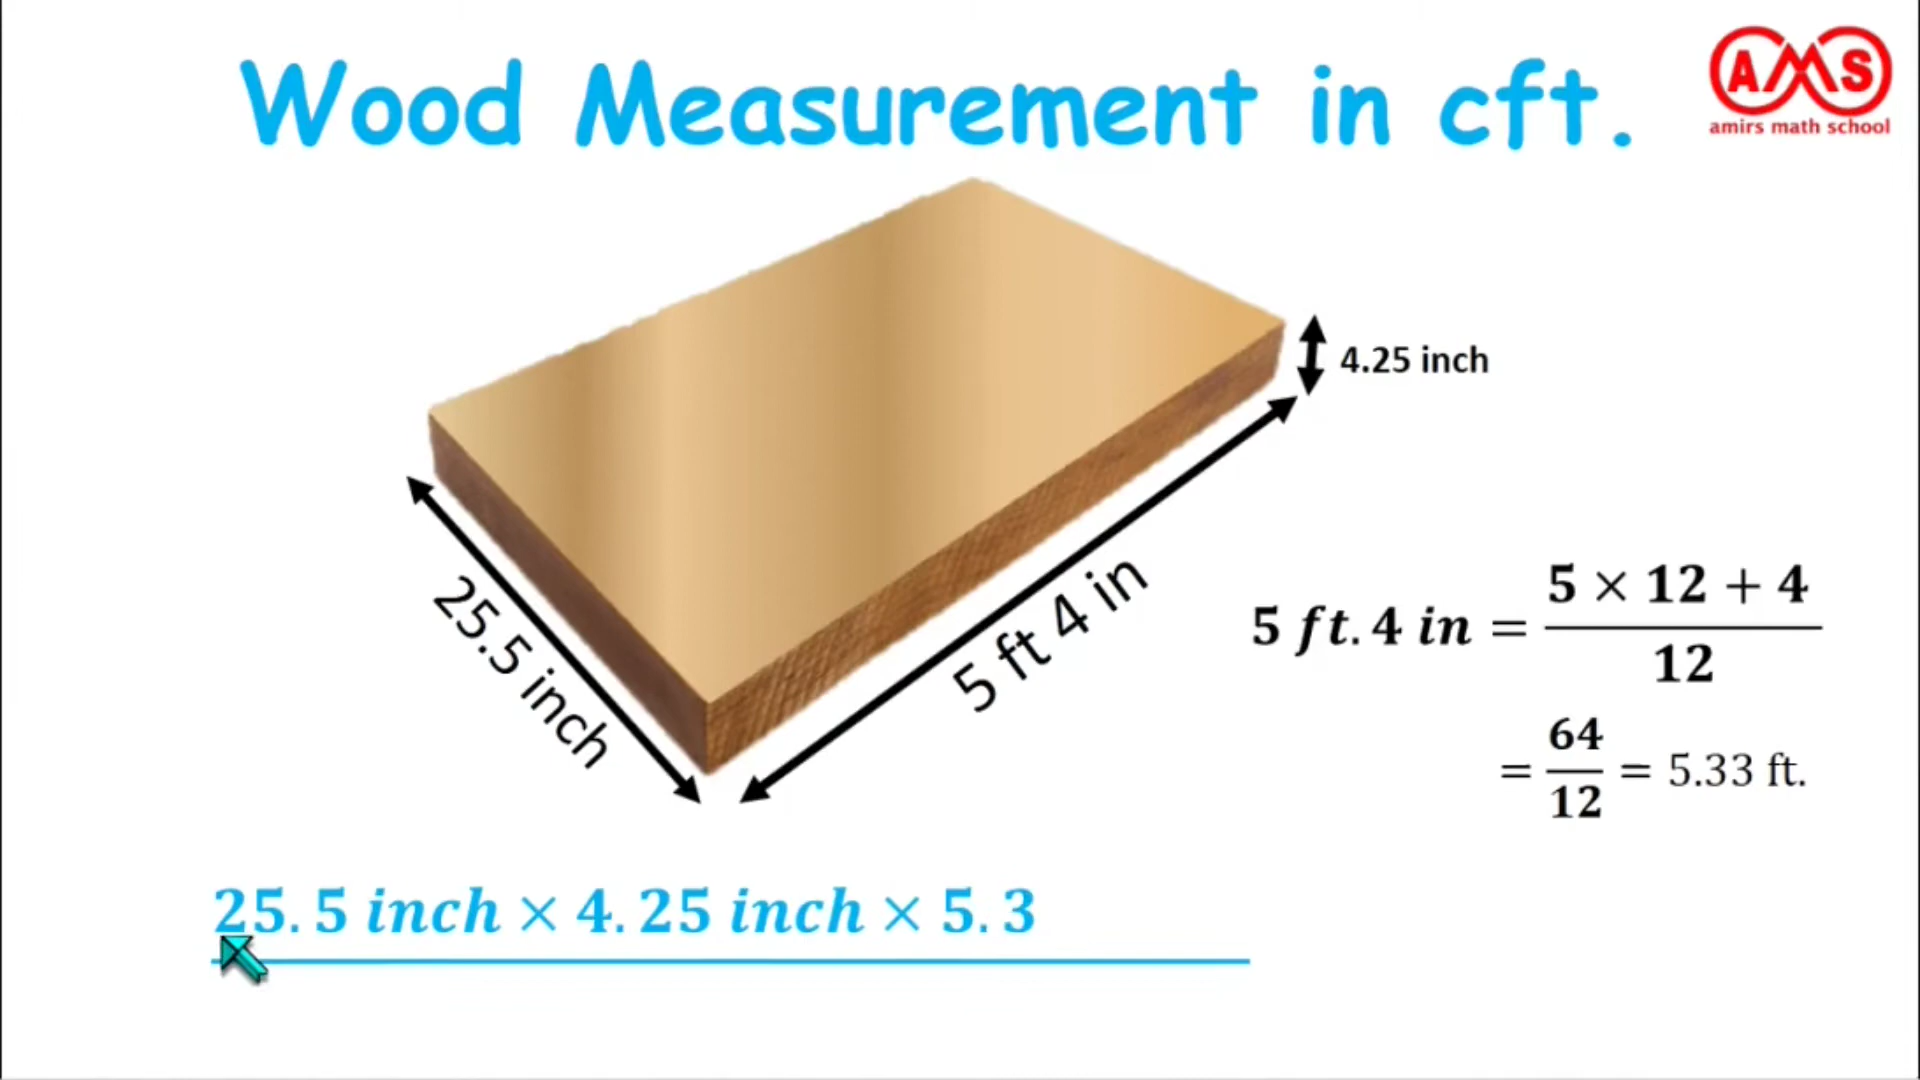 Wood Measurement in cft.
AMS
amirs math school
4.25 inch
25.5 inch
5 ft 4 in
5 ft. 4 in = 5 × 12 + 4 / 12
= 64 / 12 = 5.33 ft.
25.5 inch × 4.25 inch × 5.3